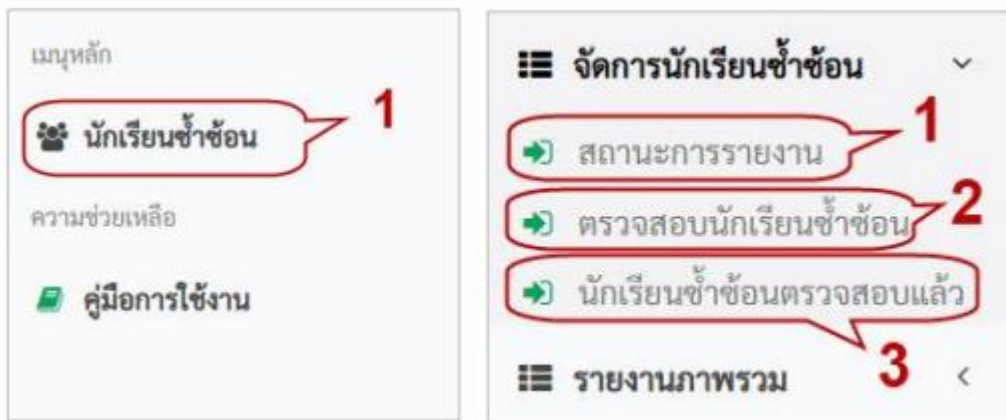 เมนูหลัก
นักเรียนซ้ำซ้อน 1
ความช่วยเหลือ
คู่มือการใช้งาน
จัดการนักเรียนซ้ำซ้อน
สถานะการรายงาน 1
ตรวจสอบนักเรียนซ้ำซ้อน 2
นักเรียนซ้ำซ้อนตรวจสอบแล้ว
3
รายงานภาพรวม